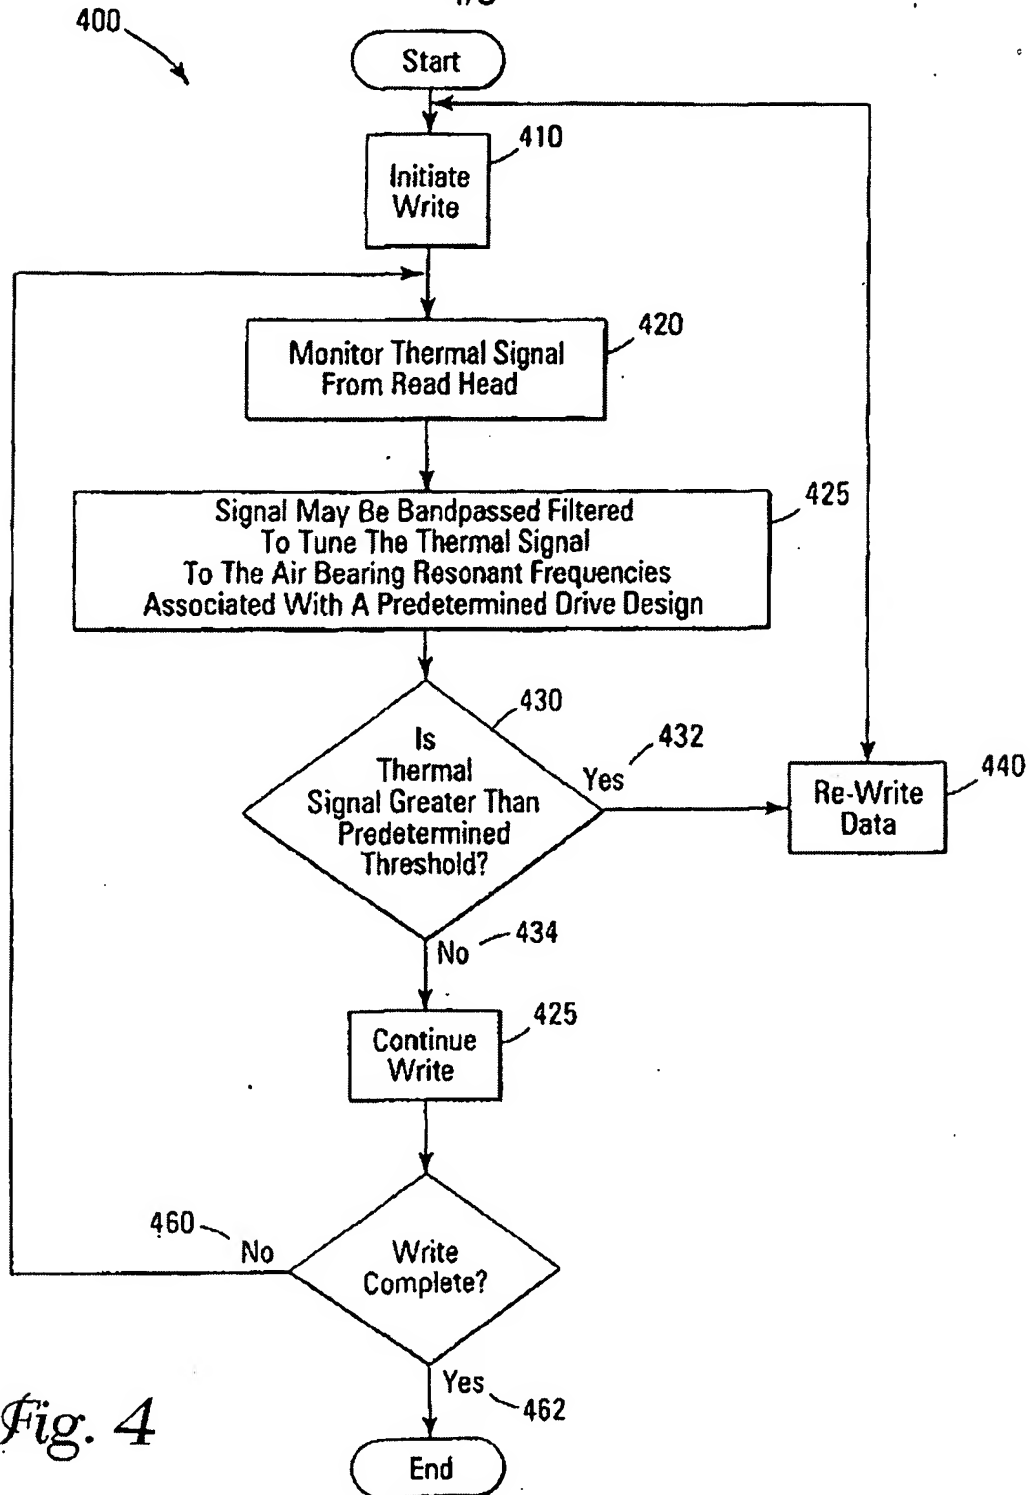 400
Start
410
Initiate
Write
420
Monitor Thermal Signal
From Read Head
425
Signal May Be Bandpassed Filtered
To Tune The Thermal Signal
To The Air Bearing Resonant Frequencies
Associated With A Predetermined Drive Design
430
Is
Thermal
Signal Greater Than
Predetermined
Threshold?
Yes
432
440
Re-Write
Data
No
434
425
Continue
Write
460
No
Write
Complete?
Yes
462
End
Fig. 4